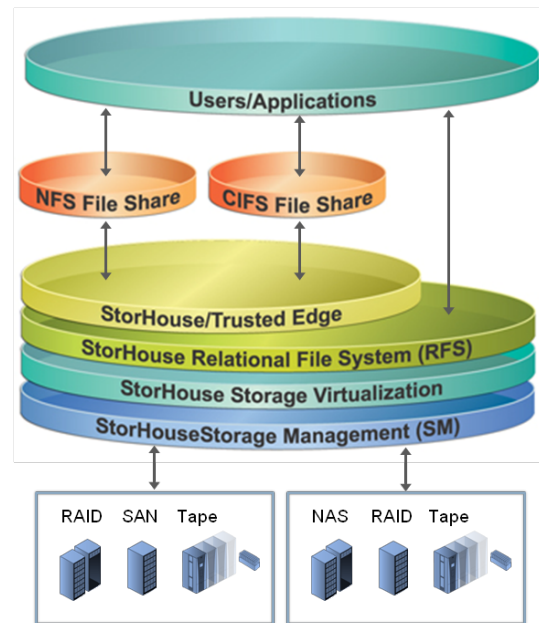 Users/Applications
NFS File Share
CIFS File Share
StorHouse/Trusted Edge
StorHouse Relational File System (RFS)
StorHouse Storage Virtualization
StorHouseStorage Management (SM)
RAID SAN Tape
NAS RAID Tape